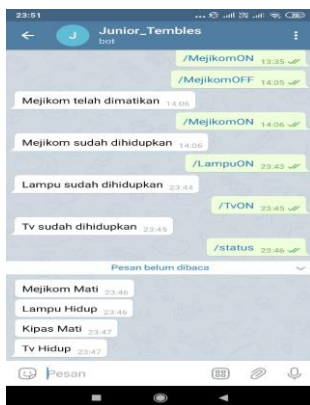 23:51
J
Junior_Tembles
bot
/MejikomON 13:35
/MejikomOFF 14:05
Mejikom telah dimatikan 14:06
/MejikomON 14:06
Mejikom sudah dihidupkan 14:06
/LampuON 23:43
Lampu sudah dihidupkan 23:44
/TvON 23:45
Tv sudah dihidupkan 23:45
/status 23:46
Pesan belum dibaca
Mejikom Mati 23:46
Lampu Hidup 23:46
Kipas Mati 23:47
Tv Hidup 23:47
Pesan